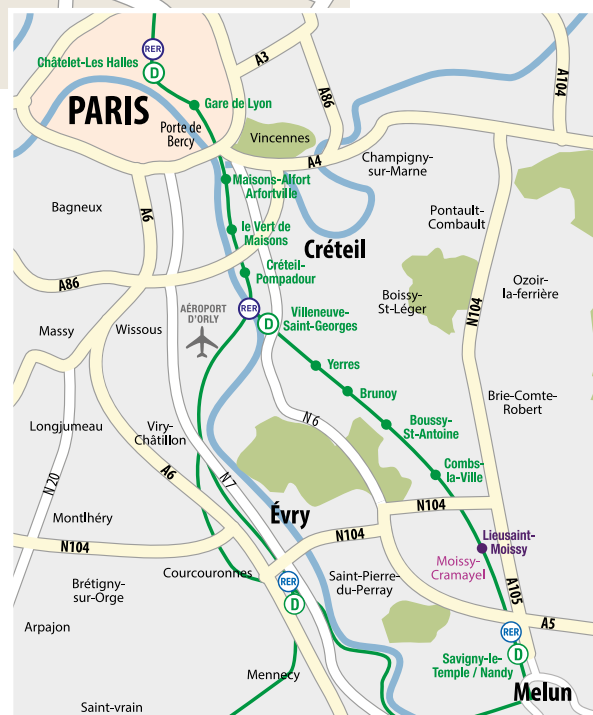 RER
D
Châtelet-Les Halles
A3
A86
A104
PARIS
Gare de Lyon
Porte de
Bercy
Vincennes
A4
Champigny-
sur-Marne
Maisons-Alfort
Arfortville
Bagneux
A6
Pontault-
Combault
le Vert de
Maisons
Créteil
Créteil-
Pompadour
A86
Boissy-
St-Léger
Ozoir-
la-ferrière
N104
AÉROPORT
D'ORLY
RER
D
Villeneuve-
Saint-Georges
Massy
Wissous
Yerres
Brunoy
Brie-Comte-
Robert
Longjumeau
Viry-
Châtillon
N6
Boussy-
St-Antoine
Combs-
la-Ville
A6
N7
N20
Montlhéry
Évry
N104
N104
N104
Lieusaint-
Moissy
Moissy-
Cramayel
Courcouronnes
RER
D
Saint-Pierre-
du-Perray
A105
Brétigny-
sur-Orge
A5
Arpajon
RER
D
Savigny-le-
Temple / Nandy
Mennecy
Melun
Saint-vrain